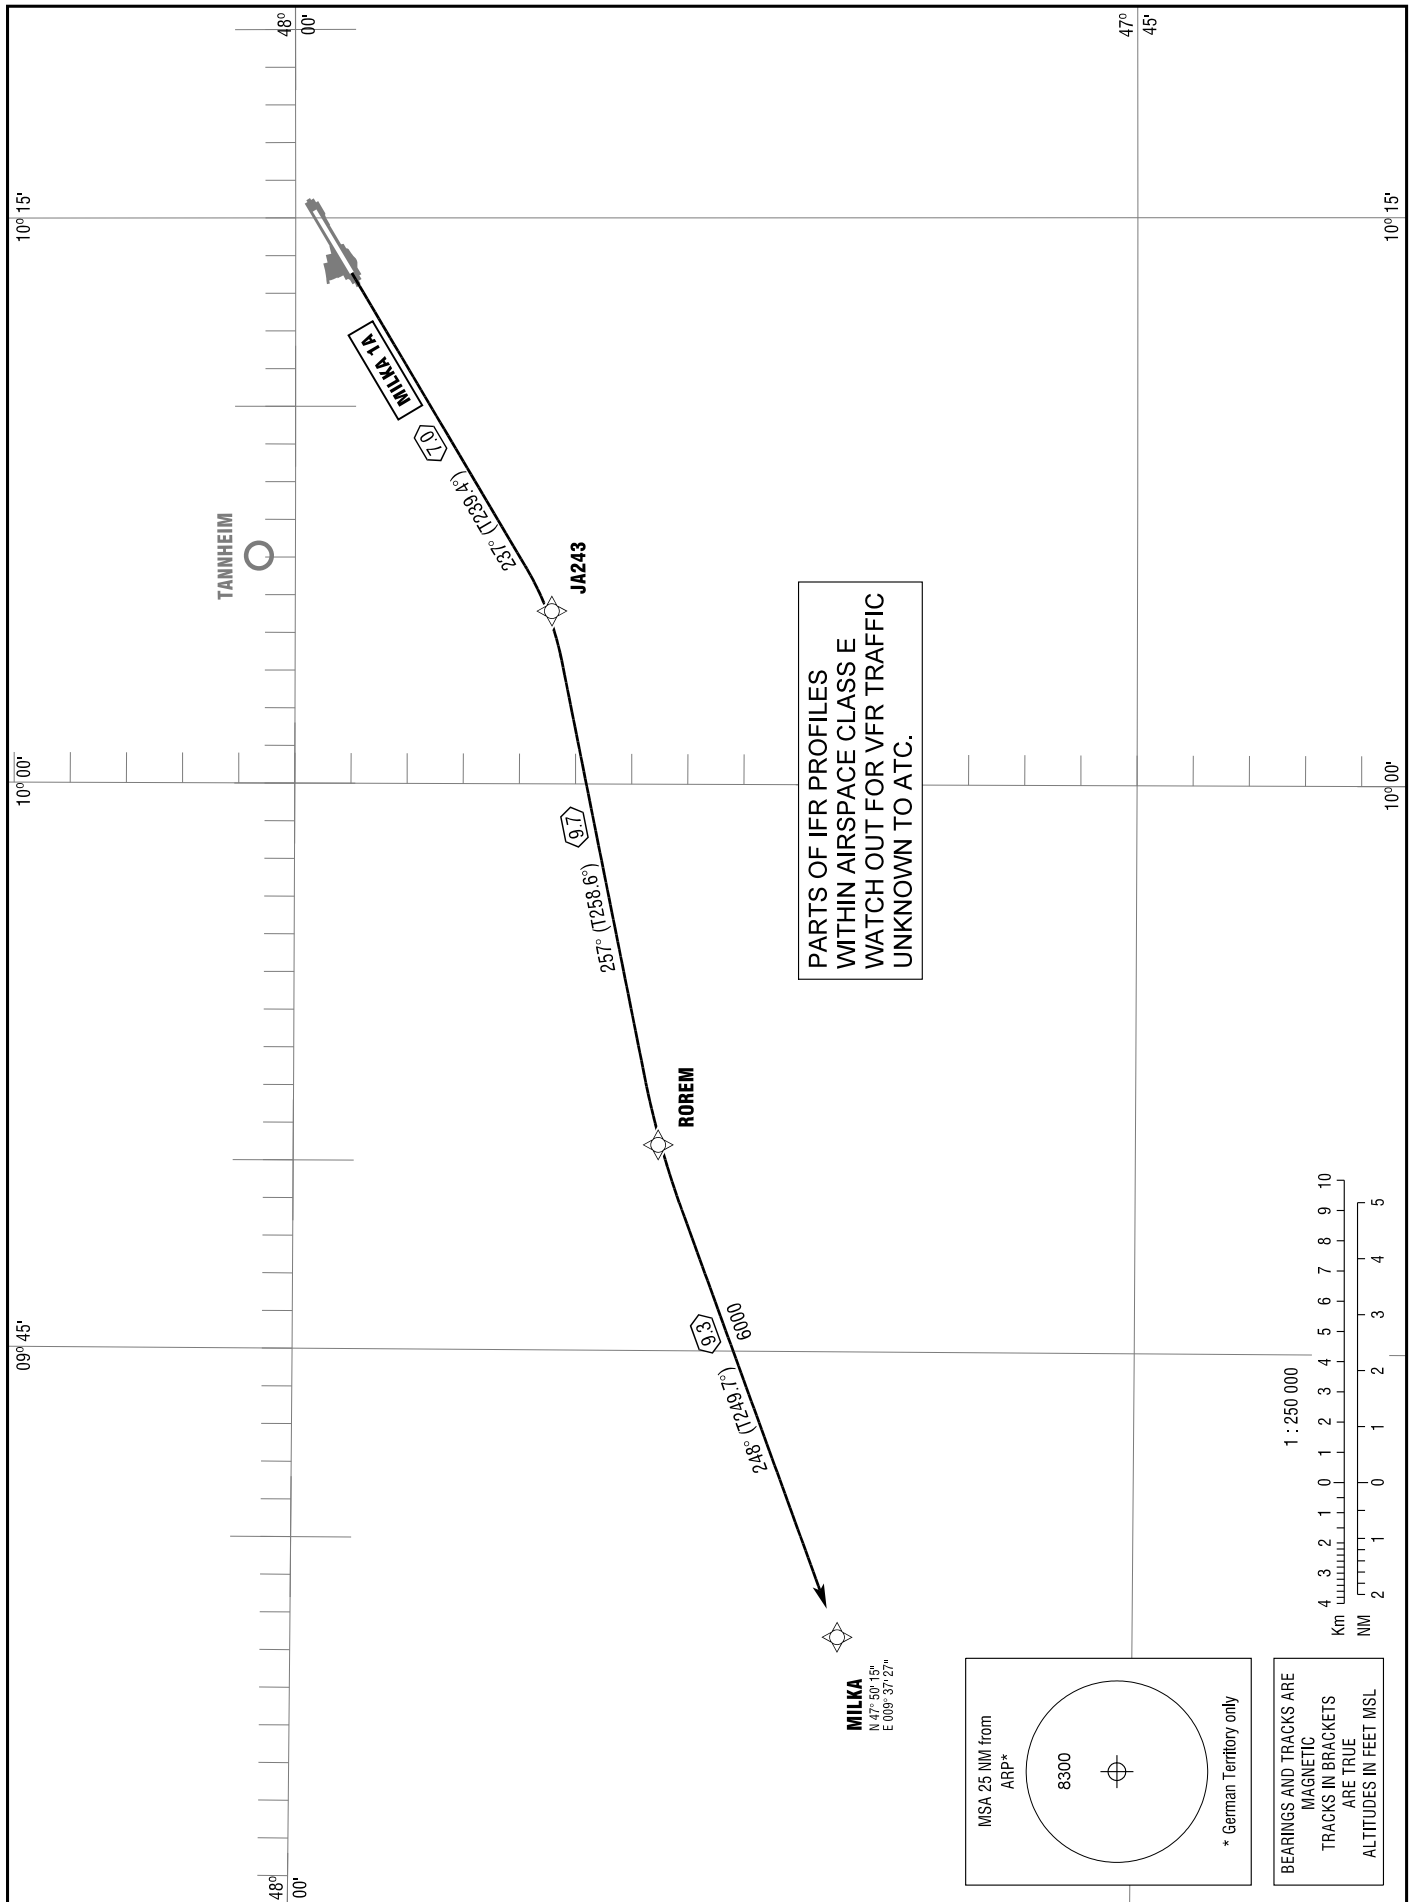 48°
00'
47°
45'
10° 15'
10° 15'
MILKA 1A
7.0
237° (T239.4°)
TANNHEIM
JA243
10° 00'
10° 00'
9.7
257° (T258.6°)
PARTS OF IFR PROFILES
WITHIN AIRSPACE CLASS E
WATCH OUT FOR VFR TRAFFIC
UNKNOWN TO ATC.
ROREM
09° 45'
9.3
6000
248° (T249.7°)
MILKA
N 47° 50' 15"
E 009° 37' 27"
48°
00'
1 : 250 000
4 3 2 1 0 1 2 3 4 5 6 7 8 9 10
Km
NM
2 1 0 1 2 3 4 5
MSA 25 NM from
ARP*
8300
* German Territory only
BEARINGS AND TRACKS ARE
MAGNETIC
TRACKS IN BRACKETS
ARE TRUE
ALTITUDES IN FEET MSL